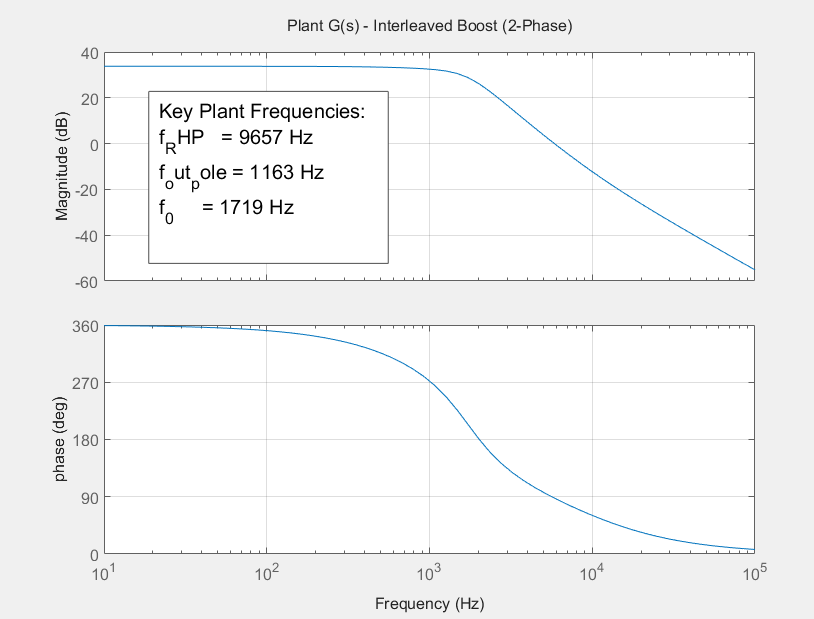 Plant G(s) - Interleaved Boost (2-Phase)
40
20
0
-20
-40
-60
Magnitude (dB)
Key Plant Frequencies:
f_RHP = 9657 Hz
f_out_pole = 1163 Hz
f_0 = 1719 Hz
360
270
180
90
0
phase (deg)
10^1 10^2 10^3 10^4 10^5
Frequency (Hz)